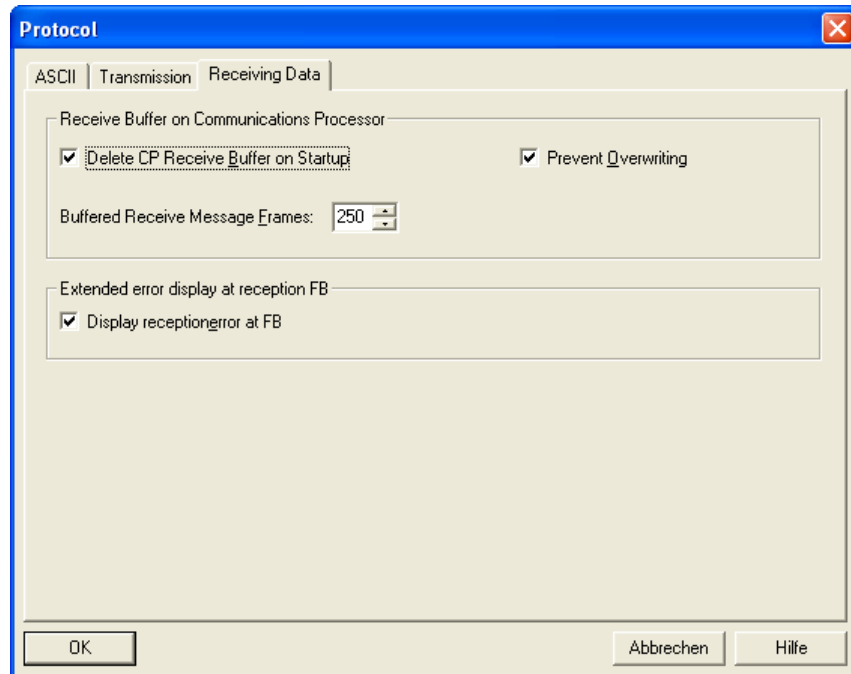 Protocol
ASCII Transmission Receiving Data
Receive Buffer on Communications Processor
Delete CP Receive Buffer on Startup Prevent Overwriting
Buffered Receive Message Frames: 250
Extended error display at reception FB
Display receptionerror at FB
OK Abbrechen Hilfe